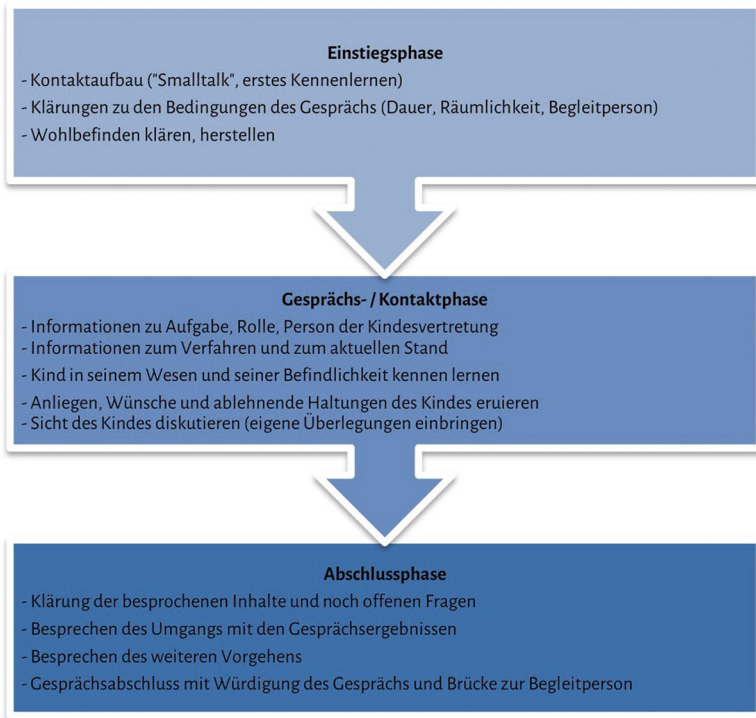 Einstiegsphase
- Kontaktaufbau ("Smalltalk", erstes Kennenlernen)
- Klärungen zu den Bedingungen des Gesprächs (Dauer, Räumlichkeit, Begleitperson)
- Wohlbefinden klären, herstellen
Gesprächs- / Kontaktphase
- Informationen zu Aufgabe, Rolle, Person der Kindesvertretung
- Informationen zum Verfahren und zum aktuellen Stand
- Kind in seinem Wesen und seiner Befindlichkeit kennen lernen
- Anliegen, Wünsche und ablehnende Haltungen des Kindes eruieren
- Sicht des Kindes diskutieren (eigene Überlegungen einbringen)
Abschlussphase
- Klärung der besprochenen Inhalte und noch offenen Fragen
- Besprechen des Umgangs mit den Gesprächsergebnissen
- Besprechen des weiteren Vorgehens
- Gesprächsabschluss mit Würdigung des Gesprächs und Brücke zur Begleitperson